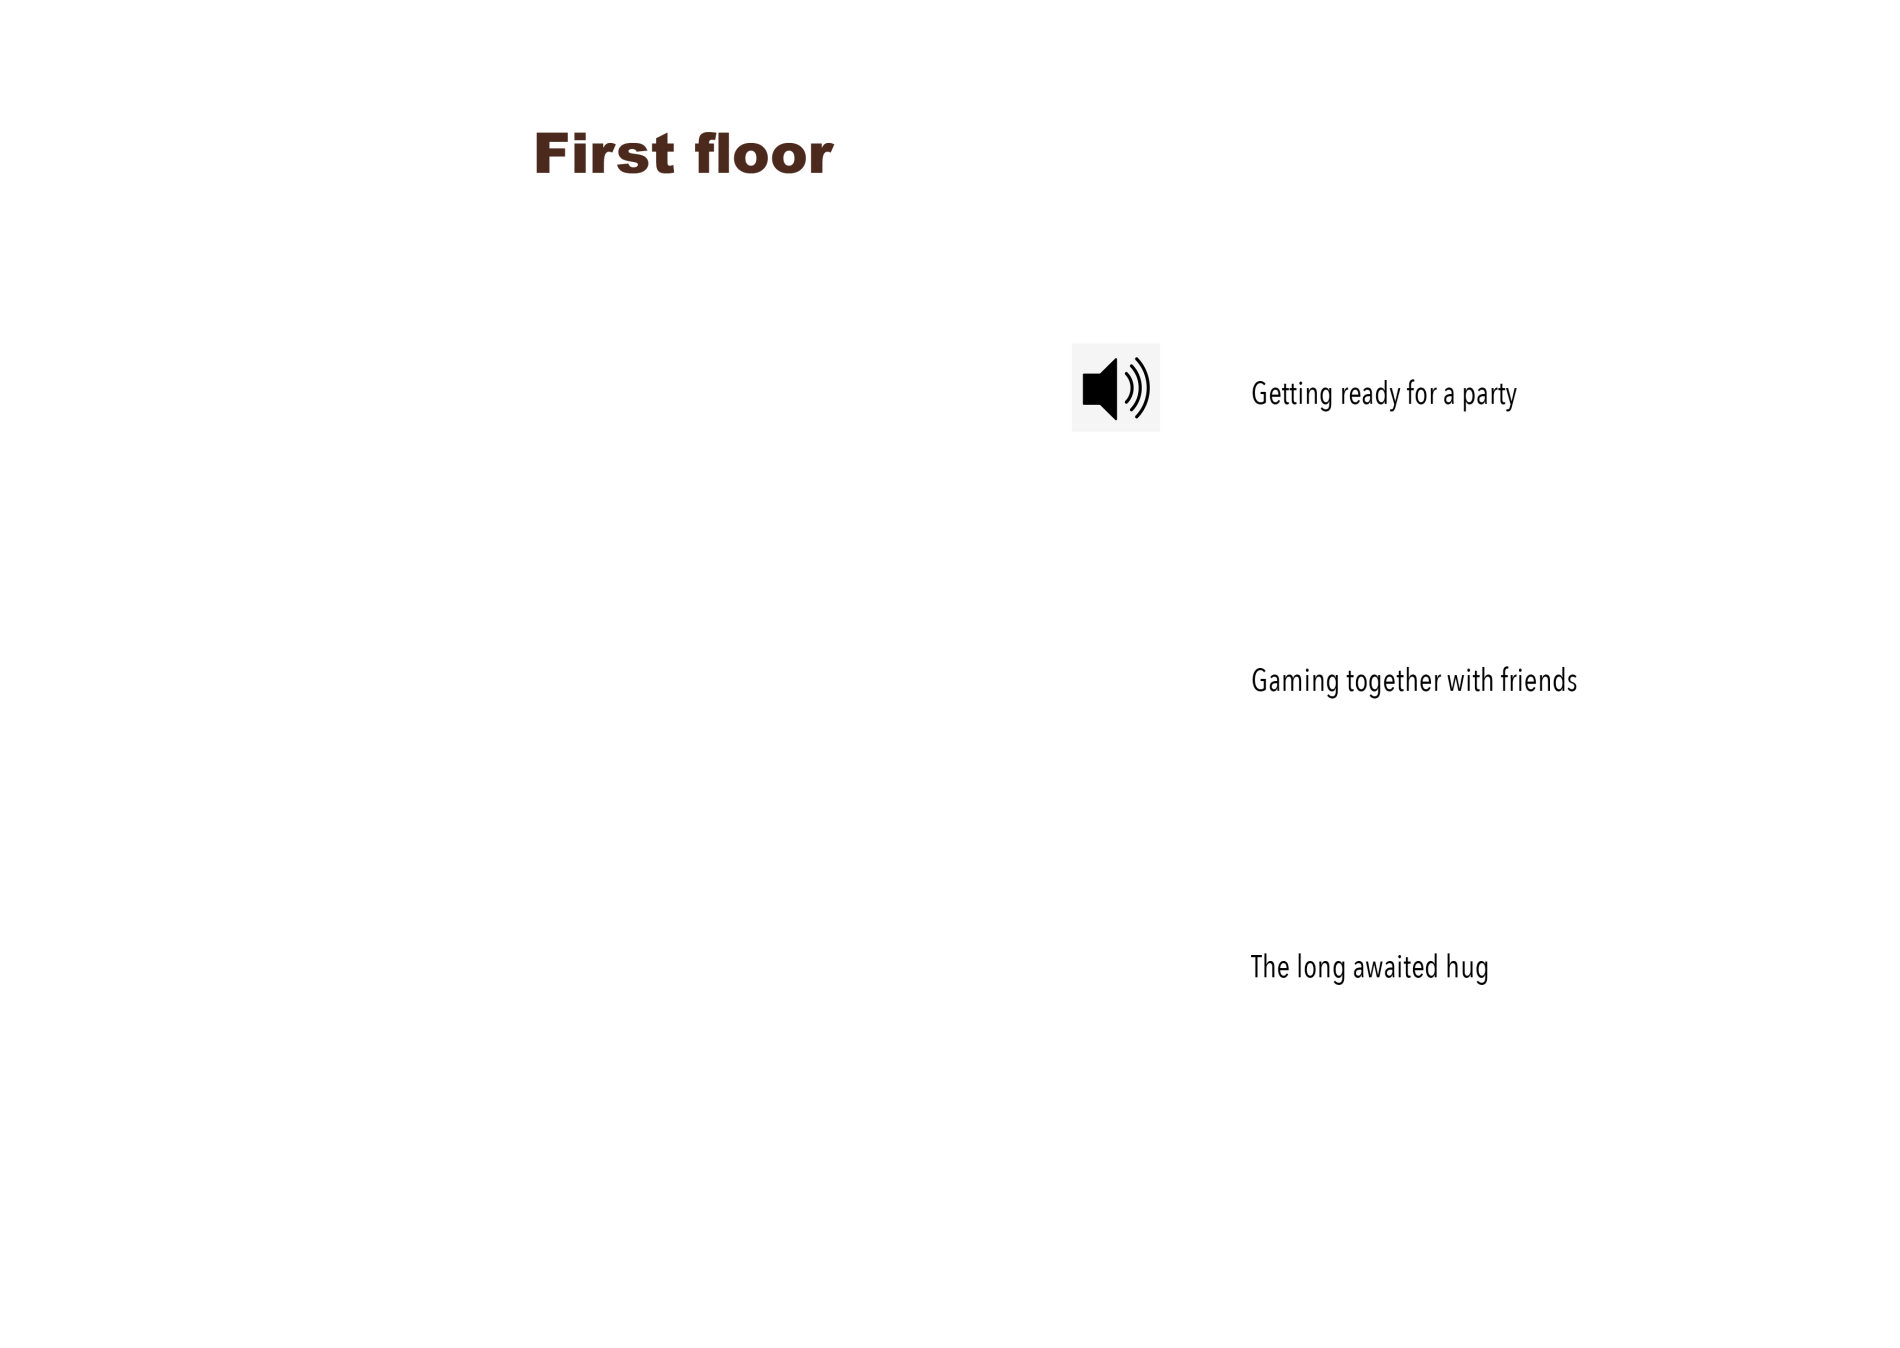 First floor
Getting ready for a party
Gaming together with friends
The long awaited hug